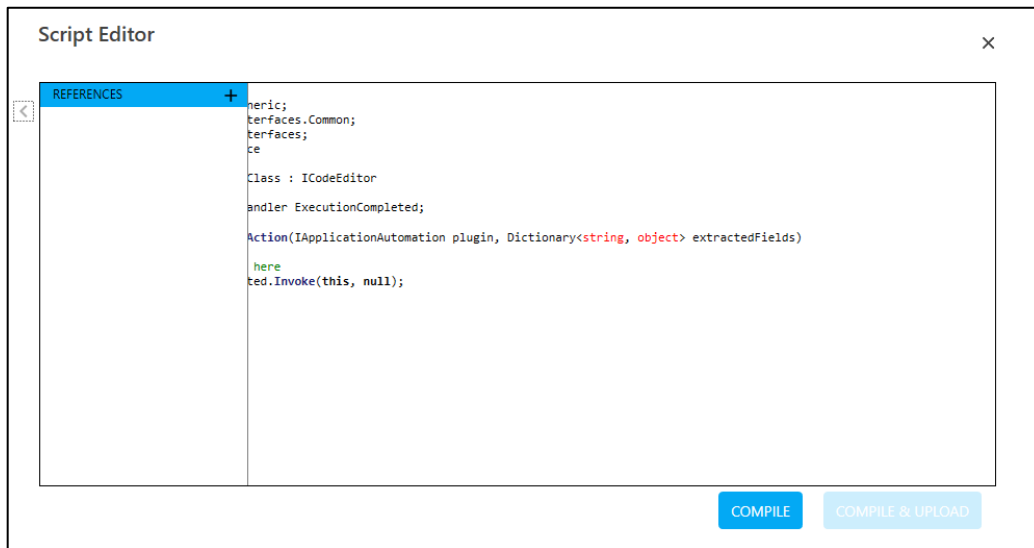 Script Editor
REFERENCES
neric;
terfaces.Common;
terfaces;
ce
Class : ICodeEditor
andler ExecutionCompleted;
Action(IApplicationAutomation plugin, Dictionary<string, object> extractedFields)
here
ted.Invoke(this, null);
COMPILE
COMPILE & UPLOAD